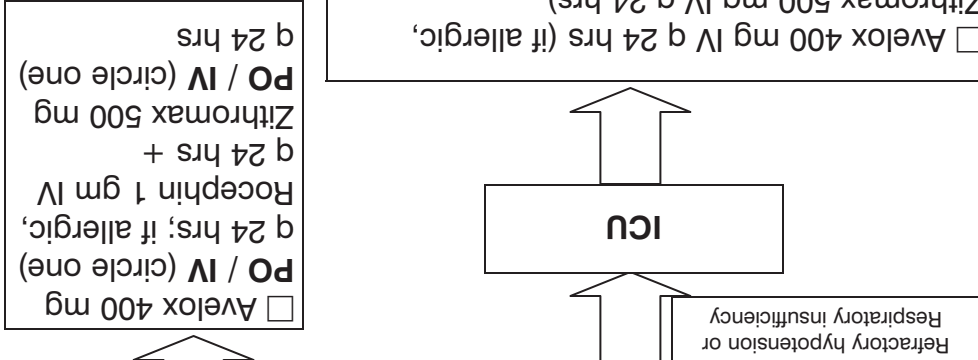 Refractory hypotension or
Respiratory insufficiency
ICU
☐ Avelox 400 mg IV q 24 hrs (if allergic,
Zithromax 500 mg IV q 24 hrs)
☐ Avelox 400 mg
PO / IV (circle one)
q 24 hrs; if allergic,
Rocephin 1 gm IV
q 24 hrs +
Zithromax 500 mg
PO / IV (circle one)
q 24 hrs